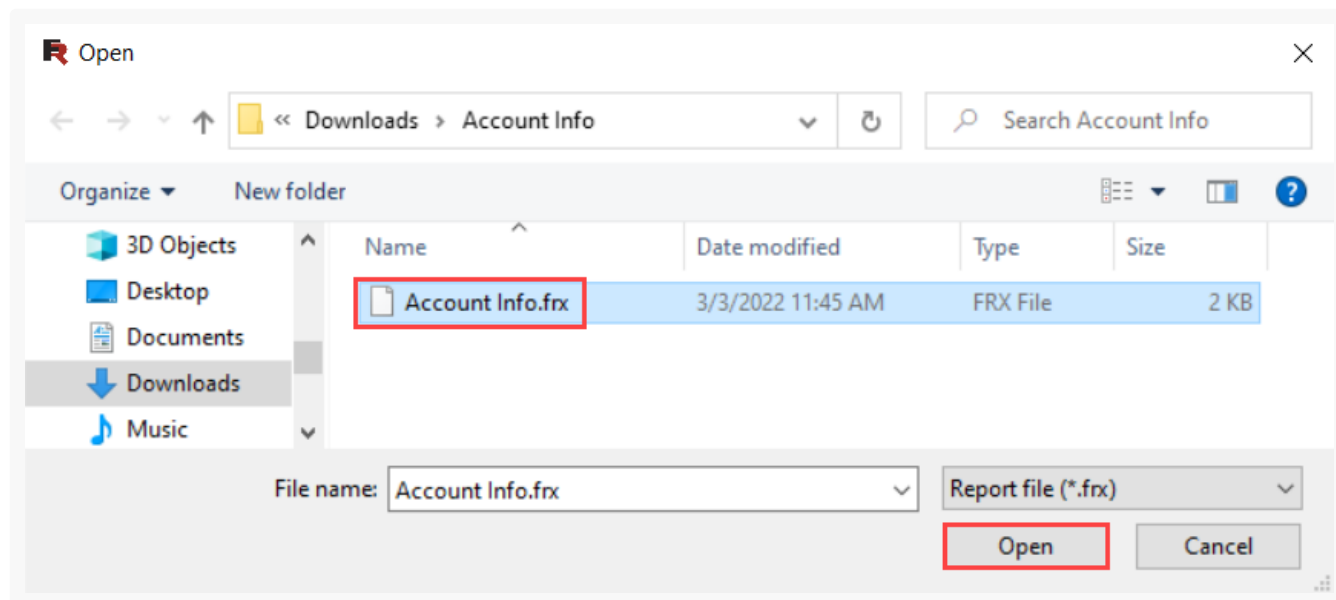 Open
« Downloads › Account Info
Search Account Info
Organize
New folder
3D Objects
Desktop
Documents
Downloads
Music
Name
Date modified
Type
Size
Account Info.frx
3/3/2022 11:45 AM
FRX File
2 KB
File name:
Account Info.frx
Report file (*.frx)
Open
Cancel